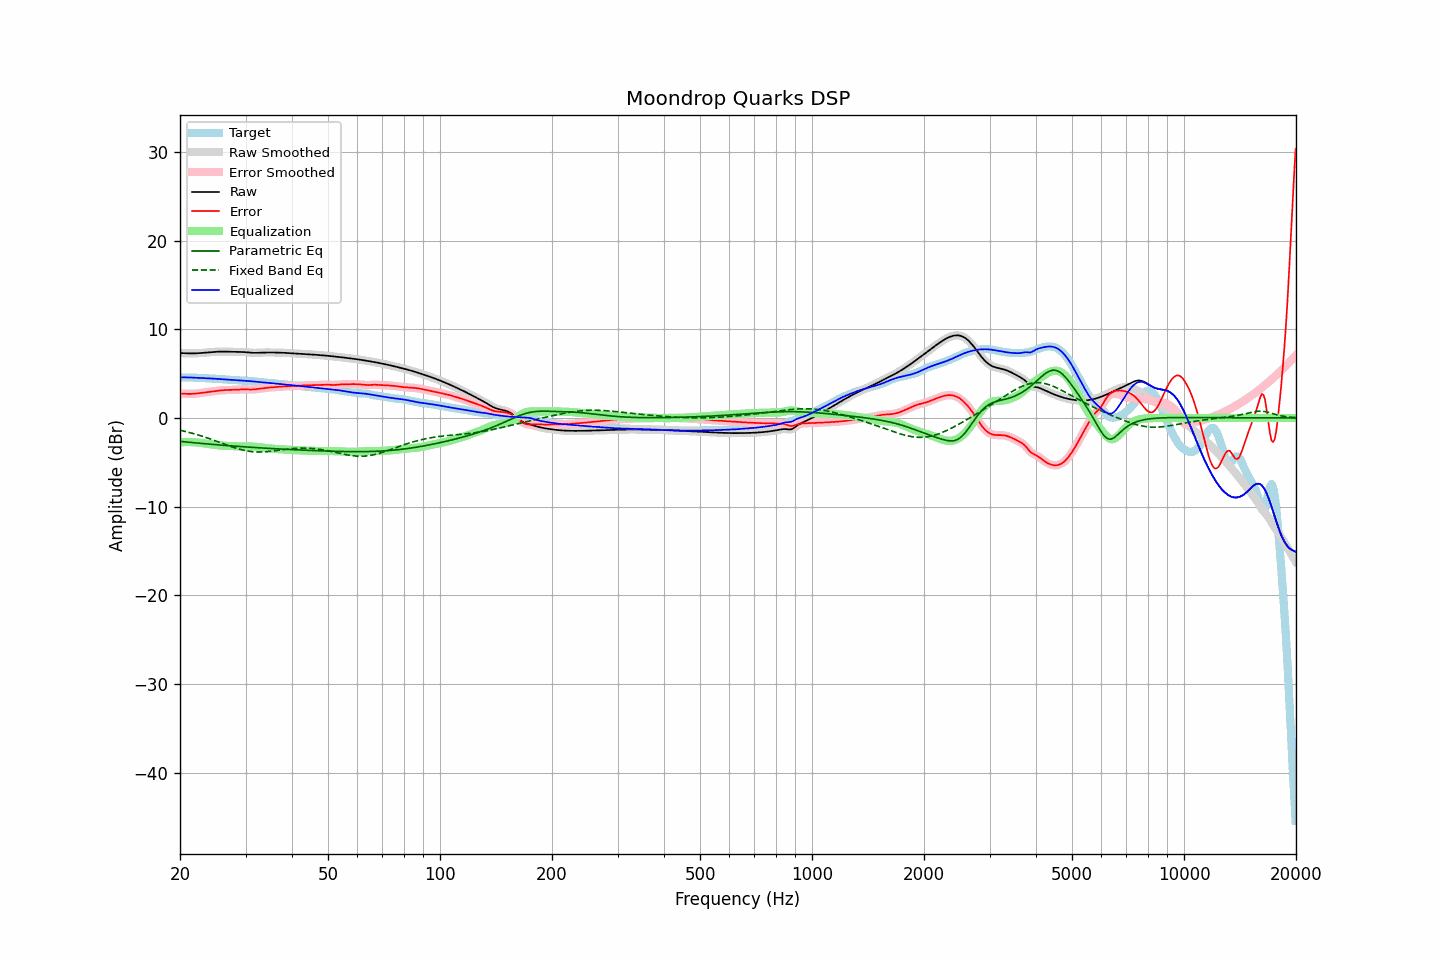 Moondrop Quarks DSP
Target
Raw Smoothed
Error Smoothed
Raw
Error
Equalization
Parametric Eq
Fixed Band Eq
Equalized
30
20
10
0
−10
−20
−30
−40
Amplitude (dBr)
20 50 100 200 500 1000 2000 5000 10000 20000
Frequency (Hz)